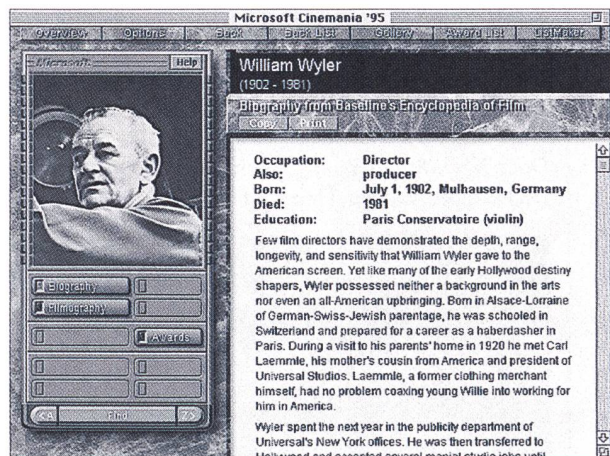 Microsoft Cinemania '95
Overview Options Back Back List Gallery Award List ListMaker
Microsoft Help
William Wyler
(1902 - 1981)
Biography from Baseline's Encyclopedia of Film
Copy Print
Occupation: Director
Also: producer
Born: July 1, 1902, Mulhausen, Germany
Died: 1981
Education: Paris Conservatoire (violin)
Few film directors have demonstrated the depth, range,
longevity, and sensitivity that William Wyler gave to the
American screen. Yet like many of the early Hollywood destiny
shapers, Wyler possessed neither a background in the arts
nor even an all-American upbringing. Born in Alsace-Lorraine
of German-Swiss-Jewish parentage, he was schooled in
Switzerland and prepared for a career as a haberdasher in
Paris. During a visit to his parents' home in 1920 he met Carl
Laemmle, his mother's cousin from America and president of
Universal Studios. Laemmle, a former clothing merchant
himself, had no problem coaxing young Willie into working for
him in America.
Wyler spent the next year in the publicity department of
Universal's New York offices. He was then transferred to
Hollywood and accepted several menial studio jobs until
Biography
Filmography
Awards
<A Find Z>